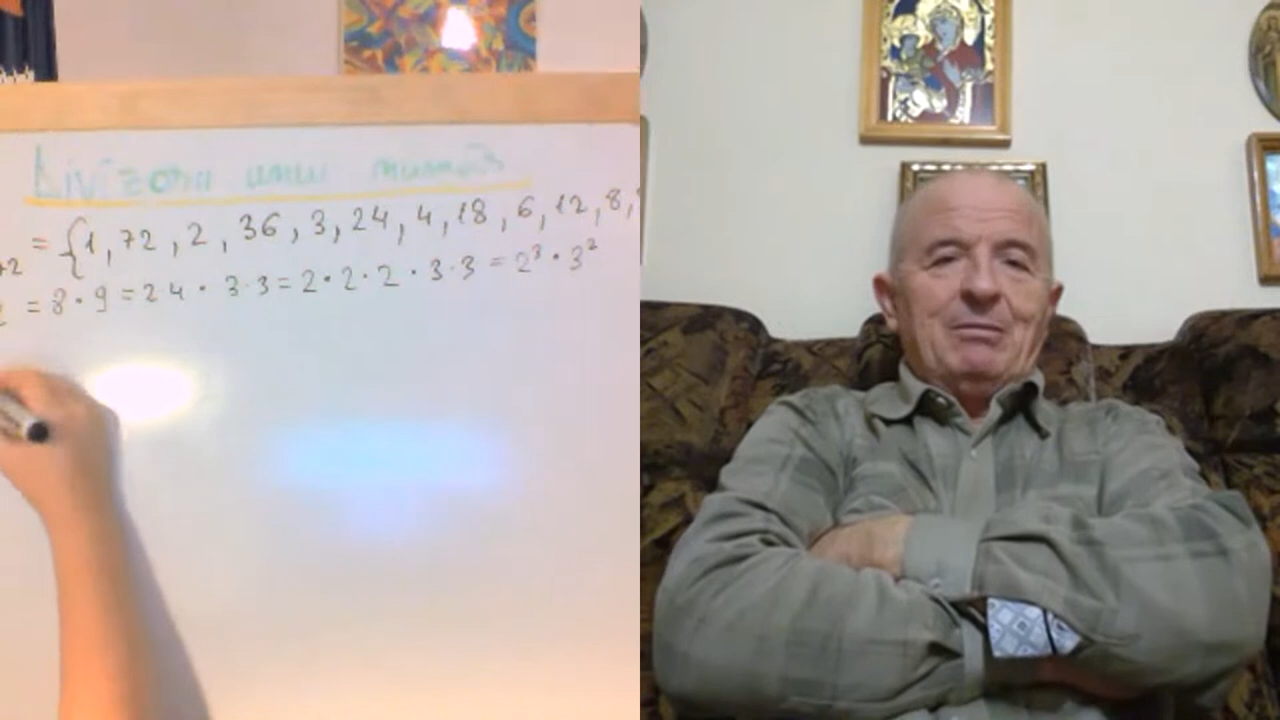 Divizorii unui număr
72 = {1, 72, 2, 36, 3, 24, 4, 18, 6, 12, 8,
= 8 · 9 = 2 4 · 3 · 3 = 2 · 2 · 2 · 3 · 3 = 2³ · 3²